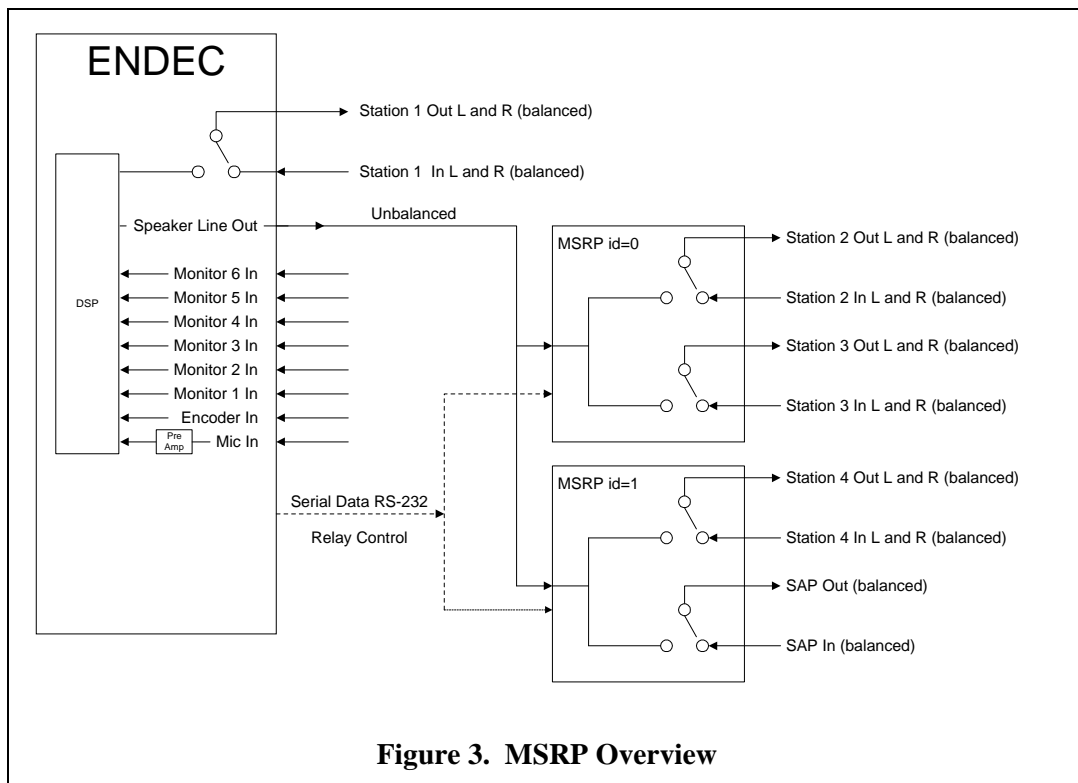 ENDEC
Station 1 Out L and R (balanced)
Station 1 In L and R (balanced)
Speaker Line Out
Unbalanced
DSP
Monitor 6 In
Monitor 5 In
Monitor 4 In
Monitor 3 In
Monitor 2 In
Monitor 1 In
Encoder In
Pre
Amp
Mic In
Serial Data RS-232
Relay Control
MSRP id=0
Station 2 Out L and R (balanced)
Station 2 In L and R (balanced)
Station 3 Out L and R (balanced)
Station 3 In L and R (balanced)
MSRP id=1
Station 4 Out L and R (balanced)
Station 4 In L and R (balanced)
SAP Out (balanced)
SAP In (balanced)
Figure 3. MSRP Overview